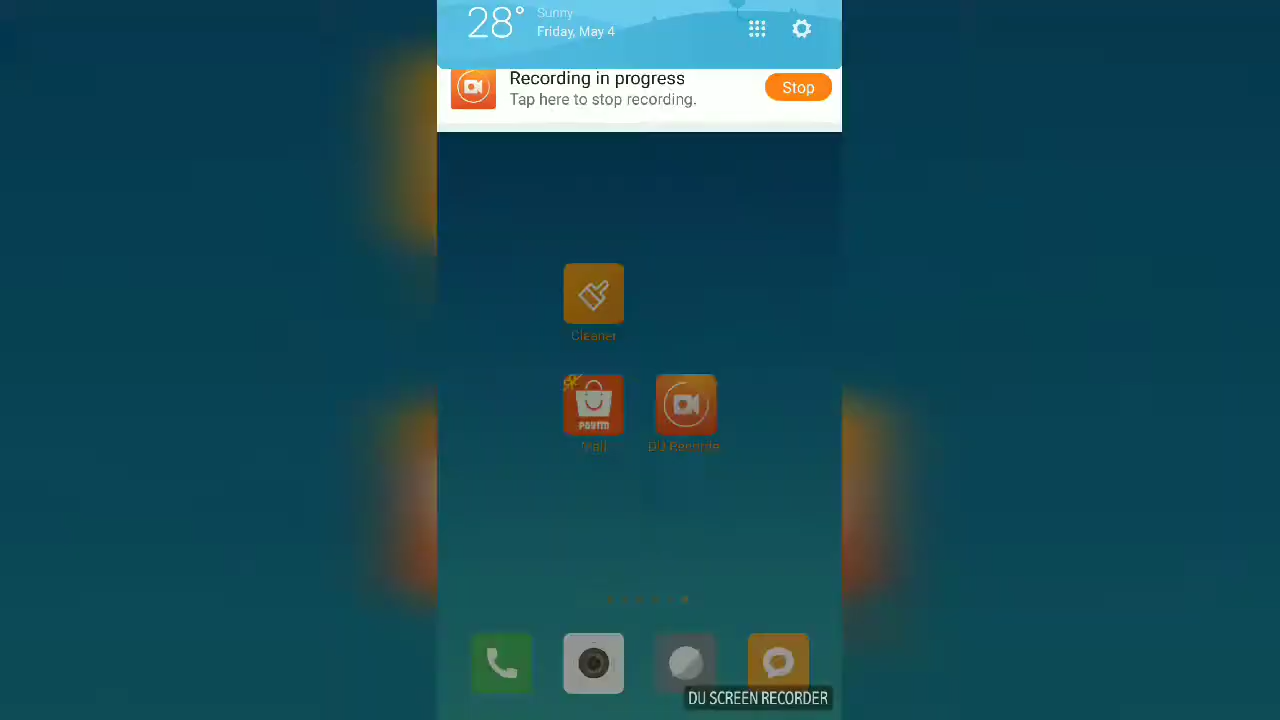 28°
Sunny
Friday, May 4
Recording in progress
Tap here to stop recording.
Stop
Cleaner
PAYTM
Mall
DU Recorde
DU SCREEN RECORDER